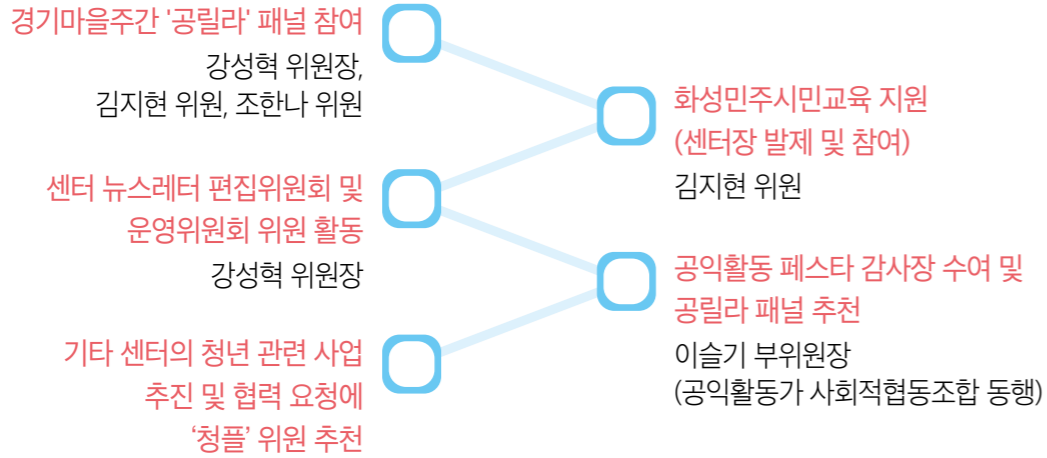 경기마을주간 '공릴라' 패널 참여
강성혁 위원장,
김지현 위원, 조한나 위원
화성민주시민교육 지원
(센터장 발제 및 참여)
김지현 위원
센터 뉴스레터 편집위원회 및
운영위원회 위원 활동
강성혁 위원장
공익활동 페스타 감사장 수여 및
공릴라 패널 추천
이슬기 부위원장
(공익활동가 사회적협동조합 동행)
기타 센터의 청년 관련 사업
추진 및 협력 요청에
‘청플’ 위원 추천